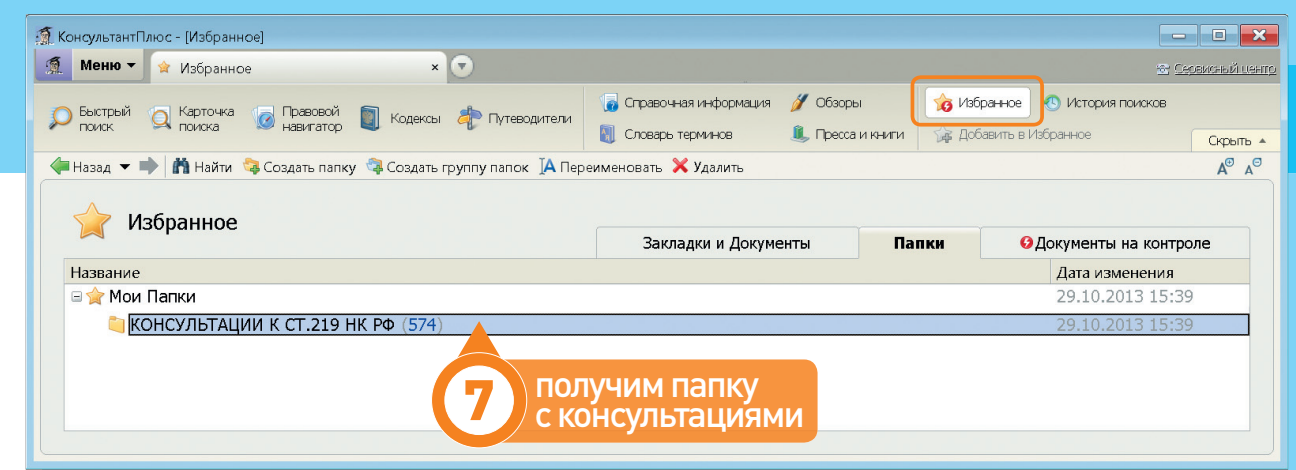 КонсультантПлюс - [Избранное]
Меню
Избранное
Сервисный центр
Быстрый поиск
Карточка поиска
Правовой навигатор
Кодексы
Путеводители
Справочная информация
Обзоры
Избранное
История поисков
Словарь терминов
Пресса и книги
Добавить в Избранное
Скрыть
Назад Найти Создать папку Создать группу папок Переименовать Удалить
Избранное
Закладки и Документы Папки Документы на контроле
Название Дата изменения
Мои Папки 29.10.2013 15:39
КОНСУЛЬТАЦИИ К СТ.219 НК РФ (574) 29.10.2013 15:39
7
получим папку
с консультациями